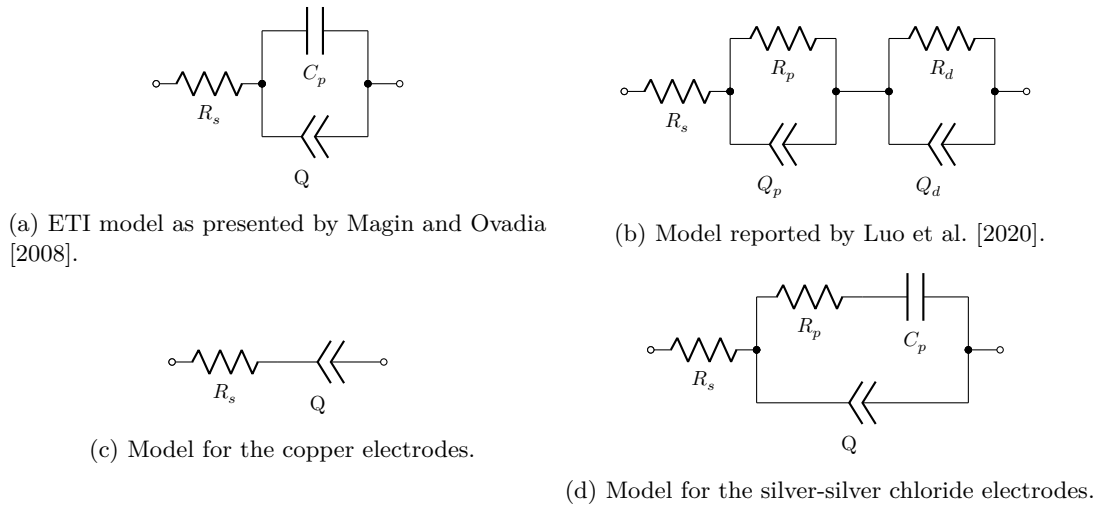 C_p
R_s
Q
(a) ETI model as presented by Magin and Ovadia
[2008].
R_p
R_d
R_s
Q_p
Q_d
(b) Model reported by Luo et al. [2020].
R_s
Q
(c) Model for the copper electrodes.
R_p
C_p
R_s
Q
(d) Model for the silver-silver chloride electrodes.